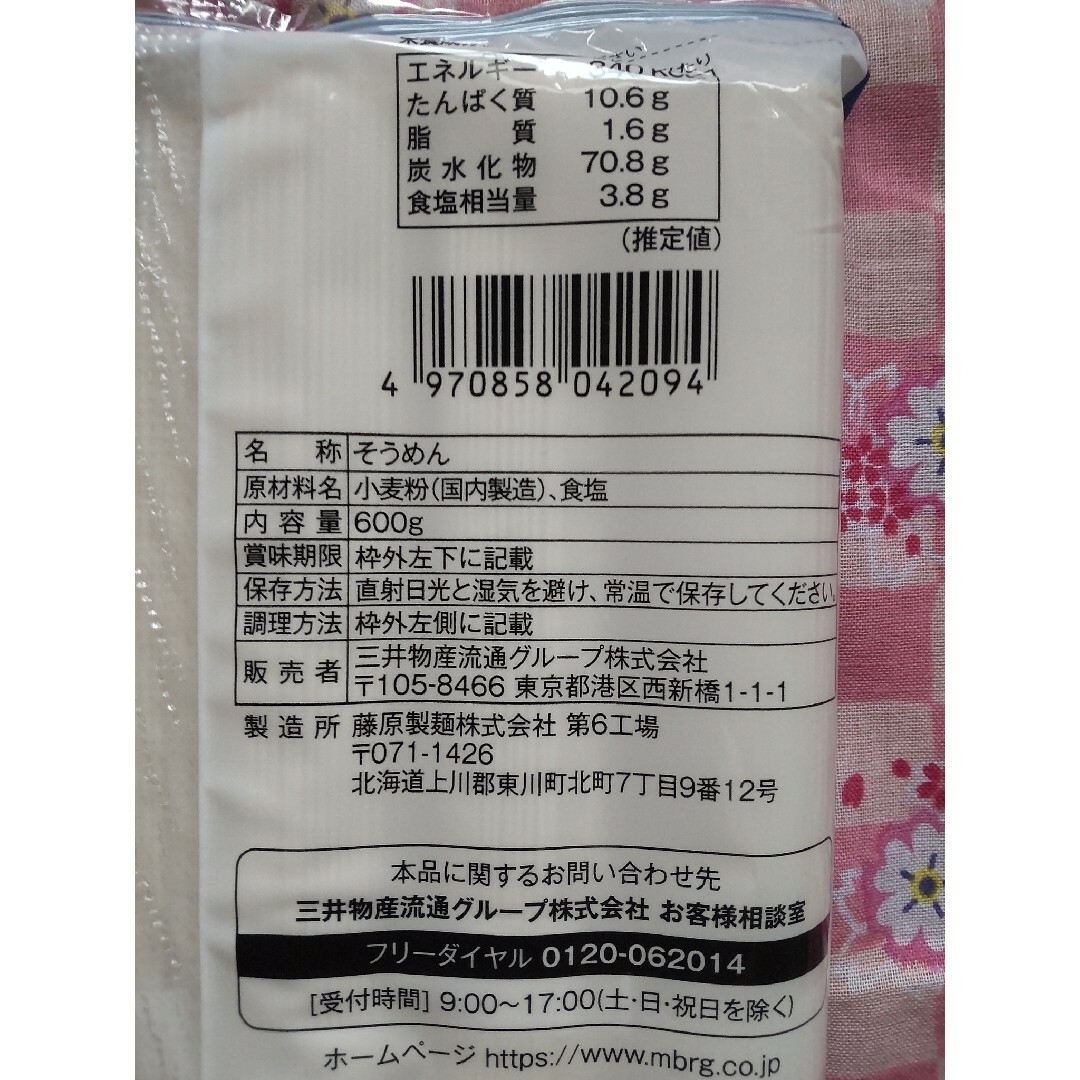 エネルギー
たんぱく質 10.6g
脂質 1.6g
炭水化物 70.8g
食塩相当量 3.8g
(推定値)
4 970858 042094
名称 そうめん
原材料名 小麦粉(国内製造)、食塩
内容量 600g
賞味期限 枠外左下に記載
保存方法 直射日光と湿気を避け、常温で保存してください。
調理方法 枠外左側に記載
販売者 三井物産流通グループ株式会社
〒105-8466 東京都港区西新橋1-1-1
製造所 藤原製麺株式会社 第6工場
〒071-1426
北海道上川郡東川町北町7丁目9番12号
本品に関するお問い合わせ先
三井物産流通グループ株式会社 お客様相談室
フリーダイヤル 0120-062014
[受付時間] 9:00〜17:00(土・日・祝日を除く)
ホームページ https://www.mbrg.co.jp